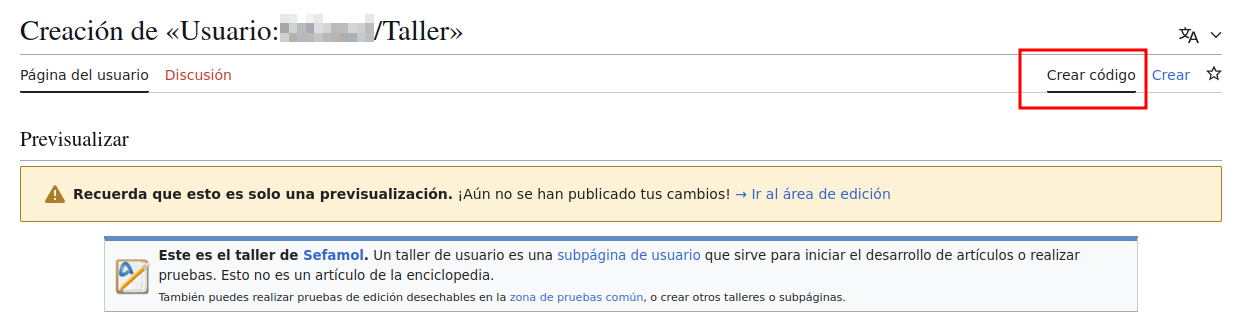 Creación de «Usuario: /Taller»
Página del usuario Discusión Crear código Crear
Previsualizar
Recuerda que esto es solo una previsualización. ¡Aún no se han publicado tus cambios! → Ir al área de edición
Este es el taller de Sefamol. Un taller de usuario es una subpágina de usuario que sirve para iniciar el desarrollo de artículos o realizar
pruebas. Esto no es un artículo de la enciclopedia.
También puedes realizar pruebas de edición desechables en la zona de pruebas común, o crear otros talleres o subpáginas.